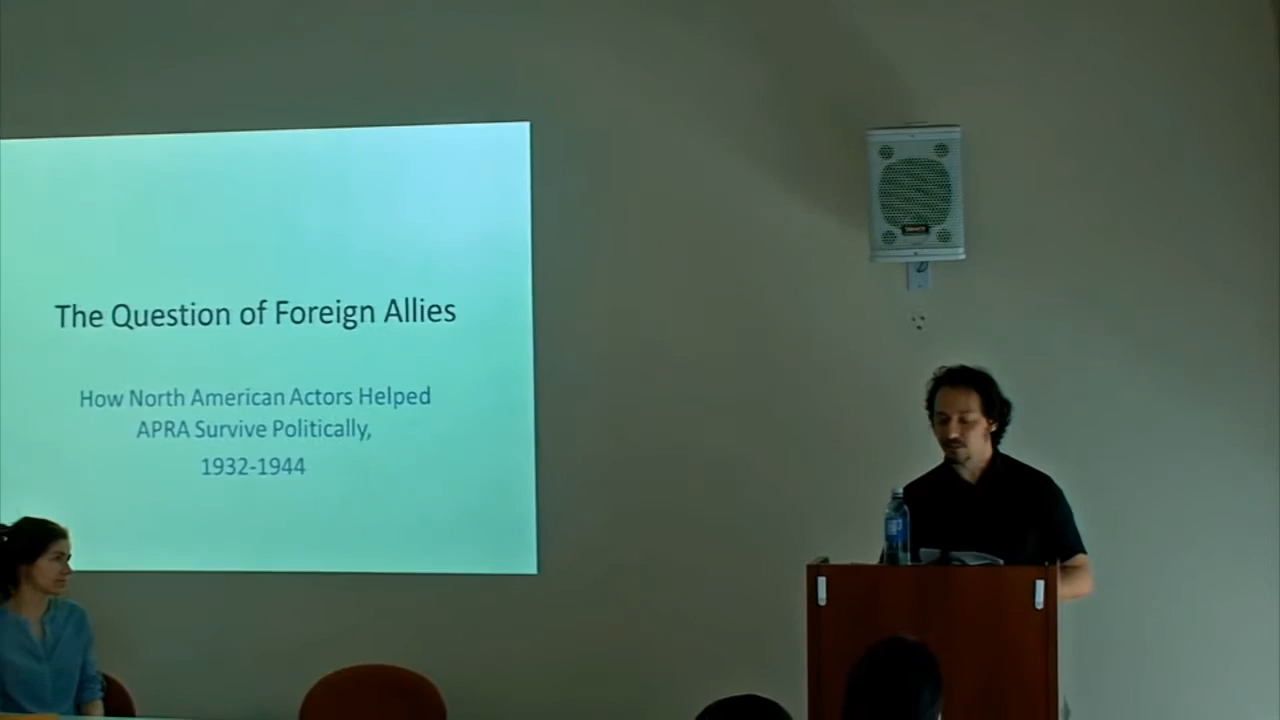 The Question of Foreign Allies
How North American Actors Helped
APRA Survive Politically,
1932-1944